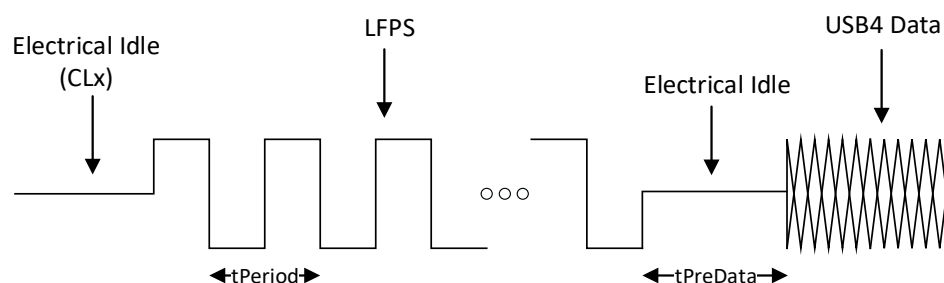 USB4 Data
LFPS
Electrical Idle
(CLx)
Electrical Idle
tPeriod
tPreData